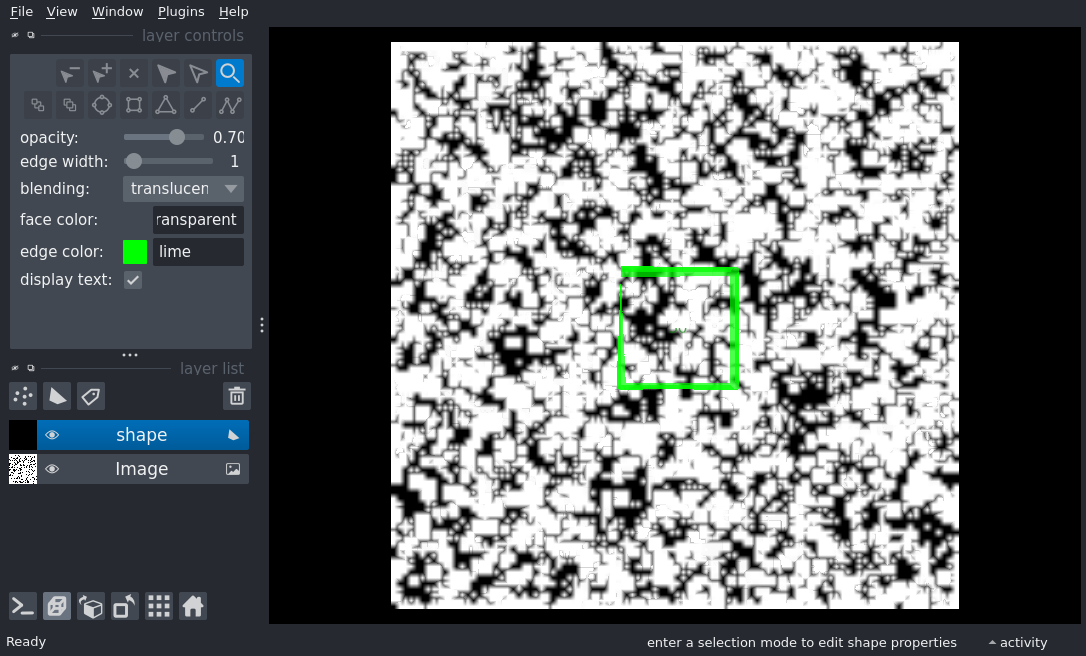 File View Window Plugins Help
layer controls
opacity: 0.70
edge width: 1
blending: translucen
face color: ransparent
edge color: lime
display text:
layer list
shape
Image
Ready
enter a selection mode to edit shape properties
activity